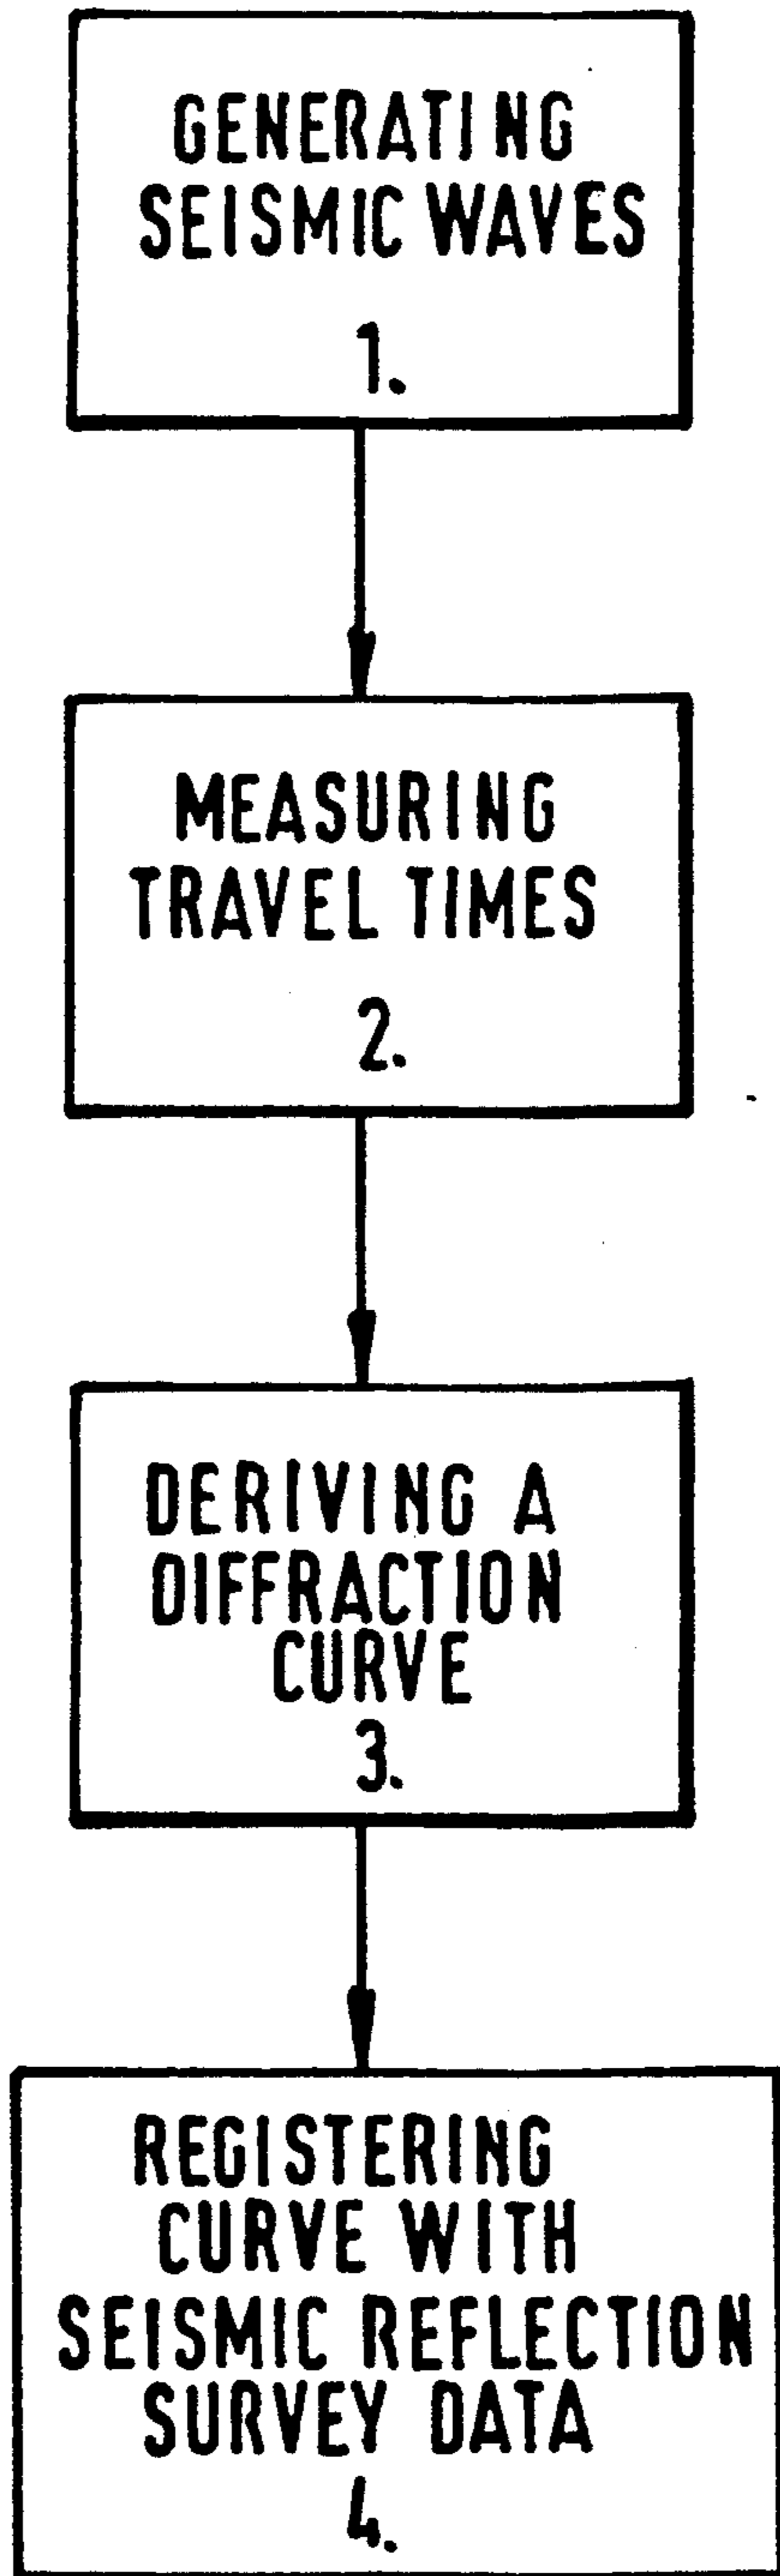 GENERATING
SEISMIC WAVES
1.
MEASURING
TRAVEL TIMES
2.
DERIVING A
DIFFRACTION
CURVE
3.
REGISTERING
CURVE WITH
SEISMIC REFLECTION
SURVEY DATA
4.